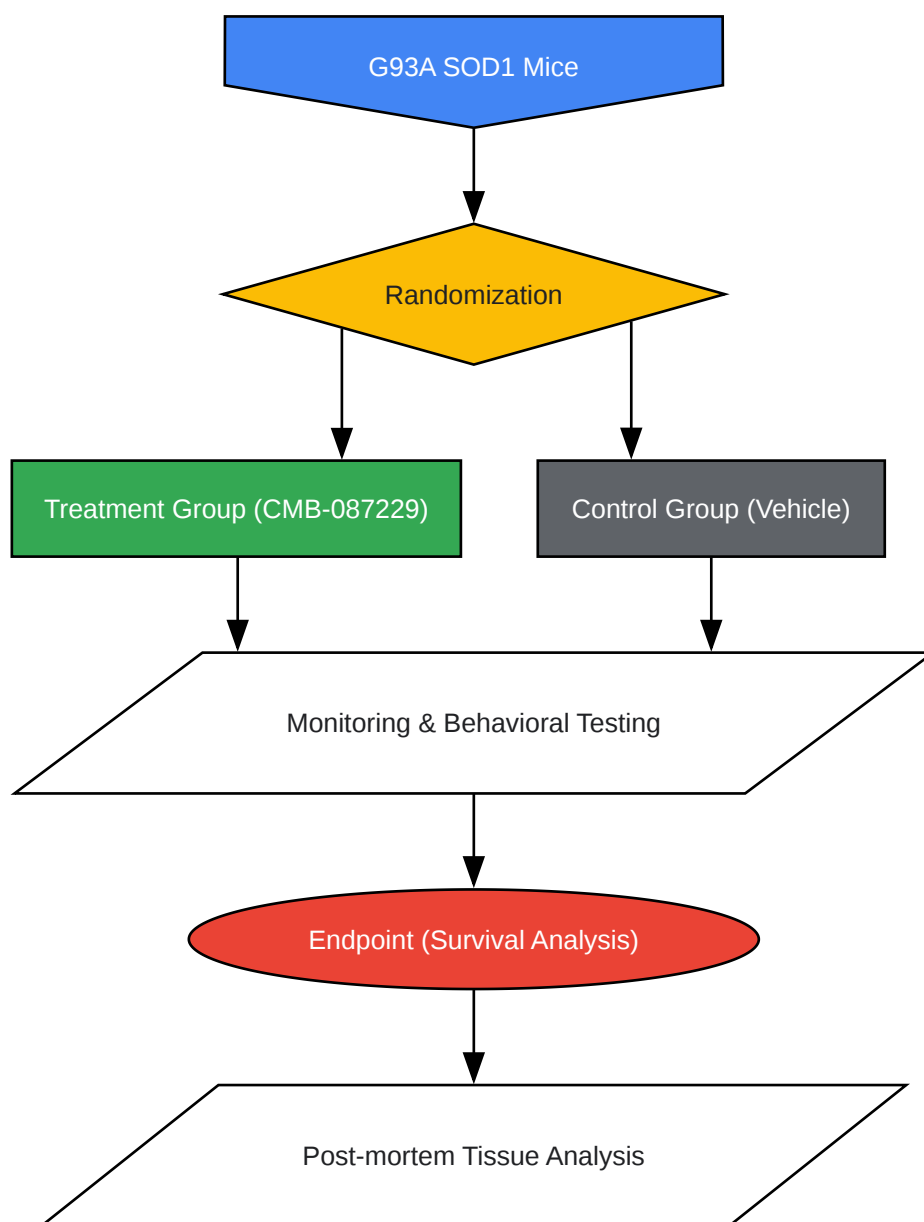 G93A SOD1 Mice
Randomization
Treatment Group (CMB-087229)
Control Group (Vehicle)
Monitoring & Behavioral Testing
Endpoint (Survival Analysis)
Post-mortem Tissue Analysis